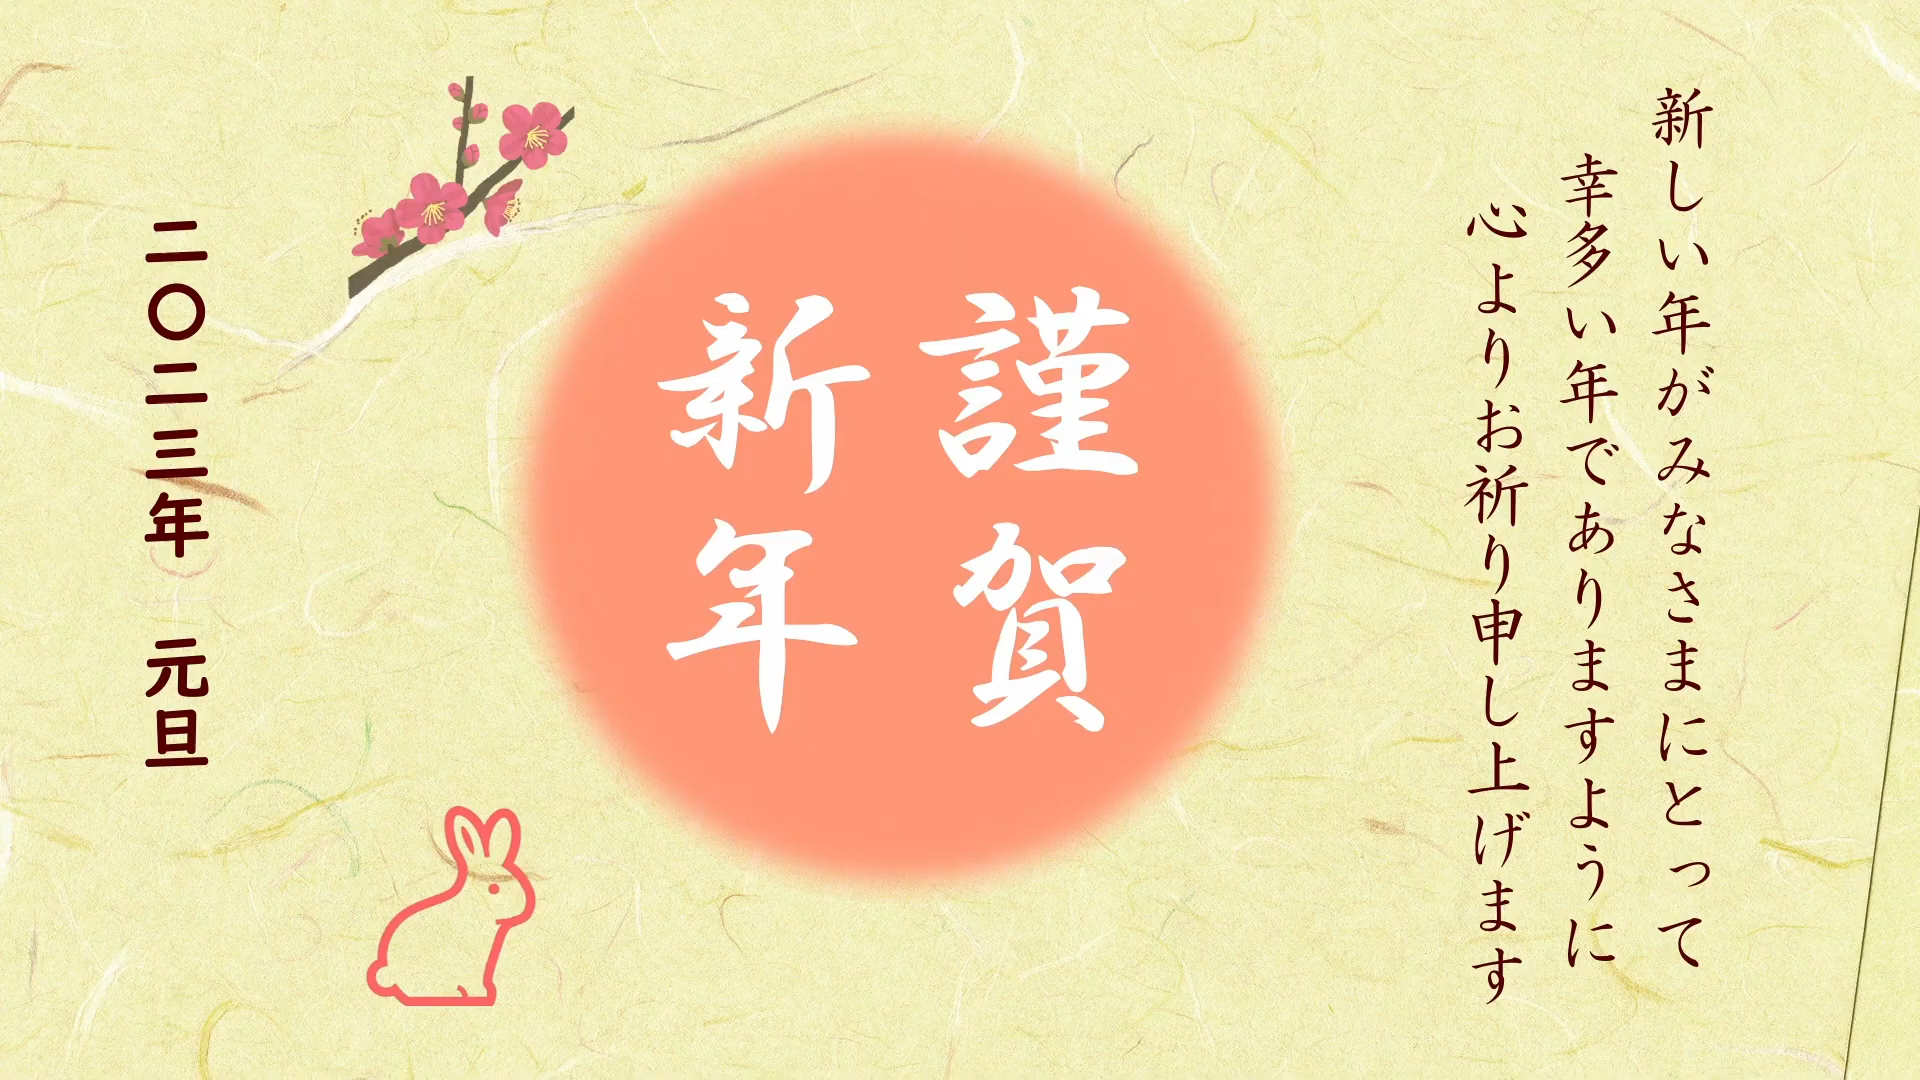 新しい年がみなさまにとって
幸多い年でありますように
心よりお祈り申し上げます
謹賀
新年
二〇二三年　元旦